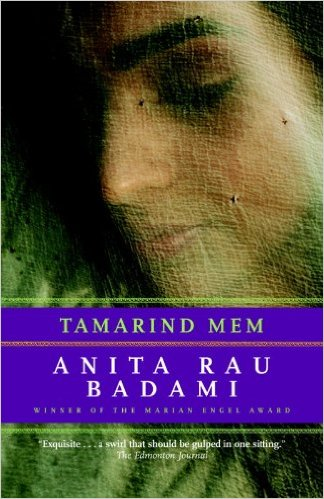 TAMARIND MEM
ANITA RAU
BADAMI
WINNER OF THE MARIAN ENGEL AWARD
"Exquisite . . . a swirl that should be gulped in one sitting."
The Edmonton Journal